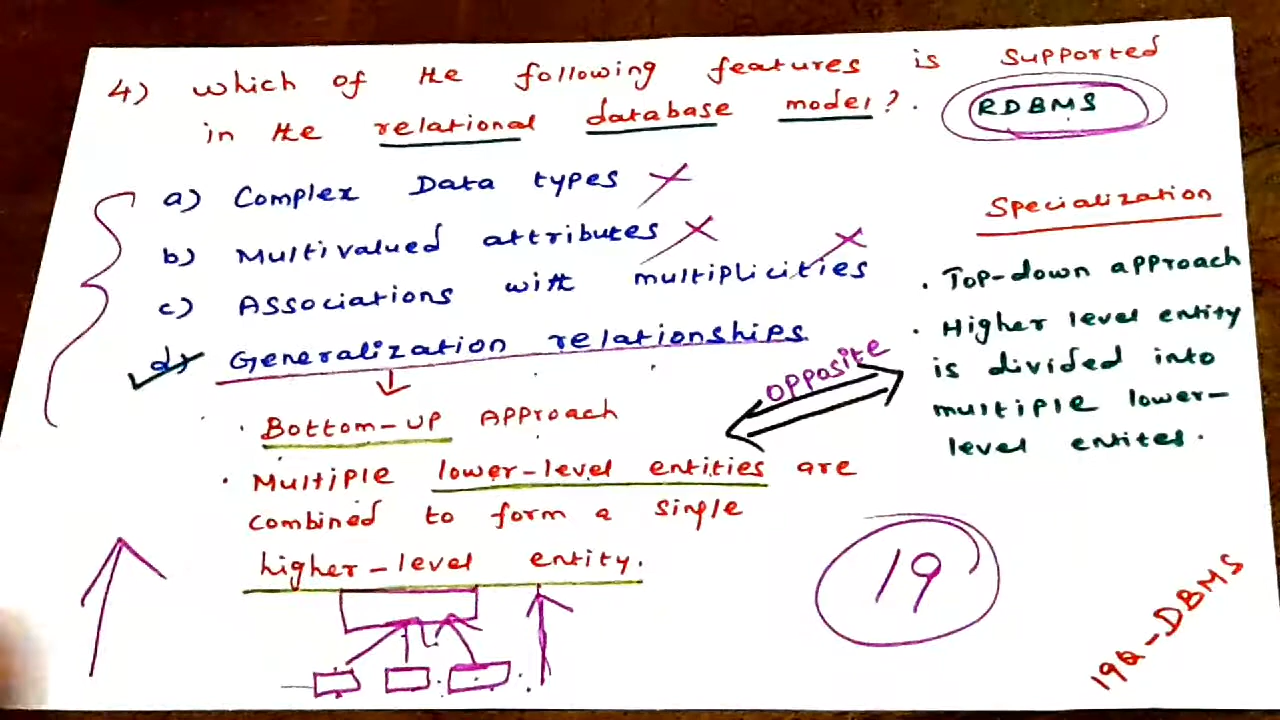 4) which of the following features is supported
in the relational database model?. RDBMS
a) Complex Data types
b) Multivalued attributes
c) Associations with multiplicities
d) Generalization relationships.
• Bottom-up Approach
• Multiple lower-level entities are
combined to form a single
higher-level entity.
opposite
Specialization
• Top-down approach
• Higher level entity
is divided into
multiple lower-
level entites.
19
19Q-DBMS